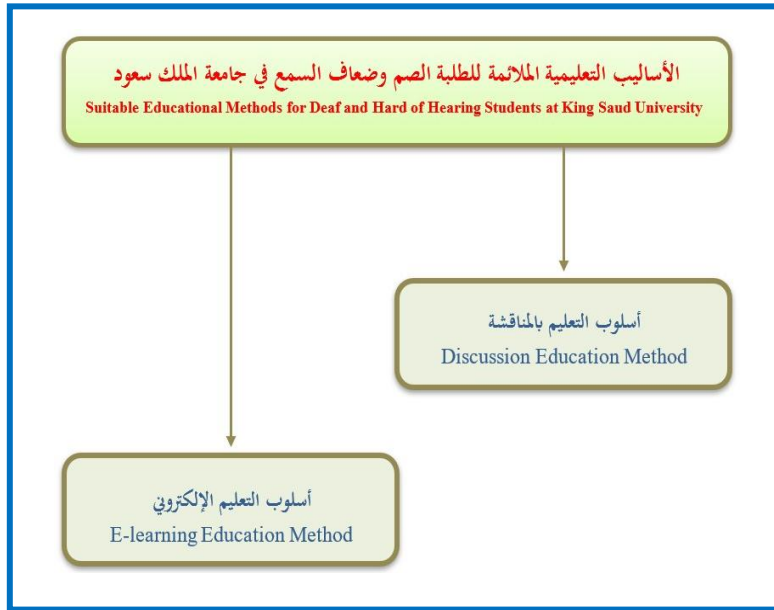 الأساليب التعليمية الملائمة للطلبة الصم وضعاف السمع في جامعة الملك سعود
Suitable Educational Methods for Deaf and Hard of Hearing Students at King Saud University
أسلوب التعليم بالمناقشة
Discussion Education Method
أسلوب التعليم الإلكتروني
E-learning Education Method